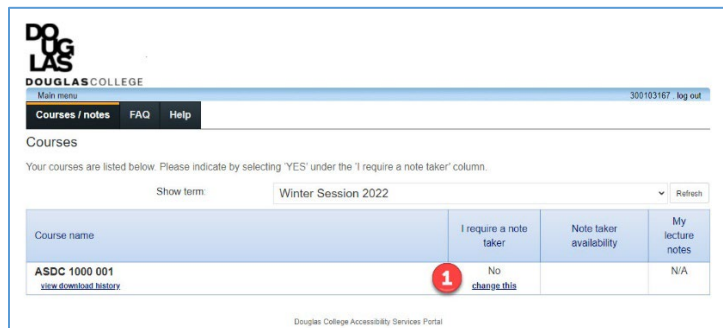 DO
UG
LAS
DOUGLASCOLLEGE
Main menu
300103167 , log out
Courses / notes FAQ Help
Courses
Your courses are listed below. Please indicate by selecting 'YES' under the 'I require a note taker' column.
Show term: Winter Session 2022 Refresh
Course name
I require a note
taker
Note taker
availability
My
lecture
notes
ASDC 1000 001
view download history
1
No
change this
N/A
Douglas College Accessibility Services Portal